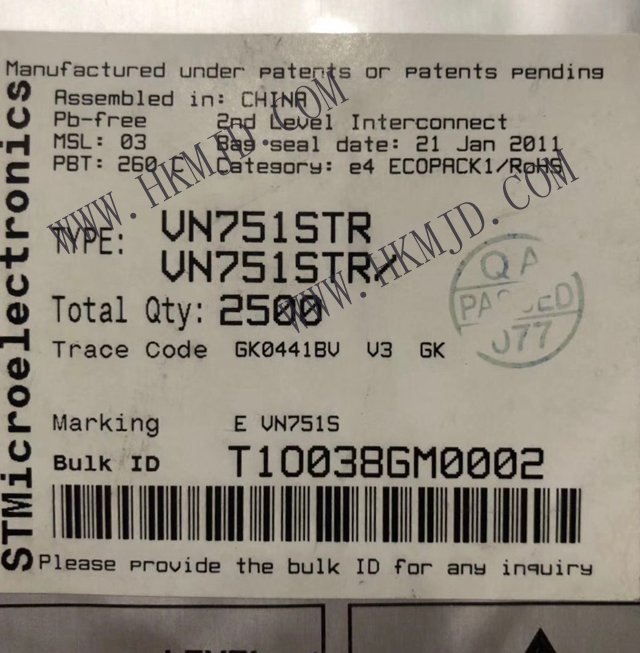 Manufactured under patents or patents pending
STMicroelectronics
Assembled in: CHINA
Pb-free 2nd Level Interconnect
MSL: 03 Bag seal date: 21 Jan 2011
PBT: 260 C Category: e4 ECOPACK1/RoHS
TYPE: VN751STR
VN751STR/
Total Qty: 2500
Trace Code GK0441BV V3 GK
QA
PASSED
077
Marking E VN751S
Bulk ID T10038GM0002
Please provide the bulk ID for any inquiry
WWW.HKMJD.COM
WWW.HKMJD.COM